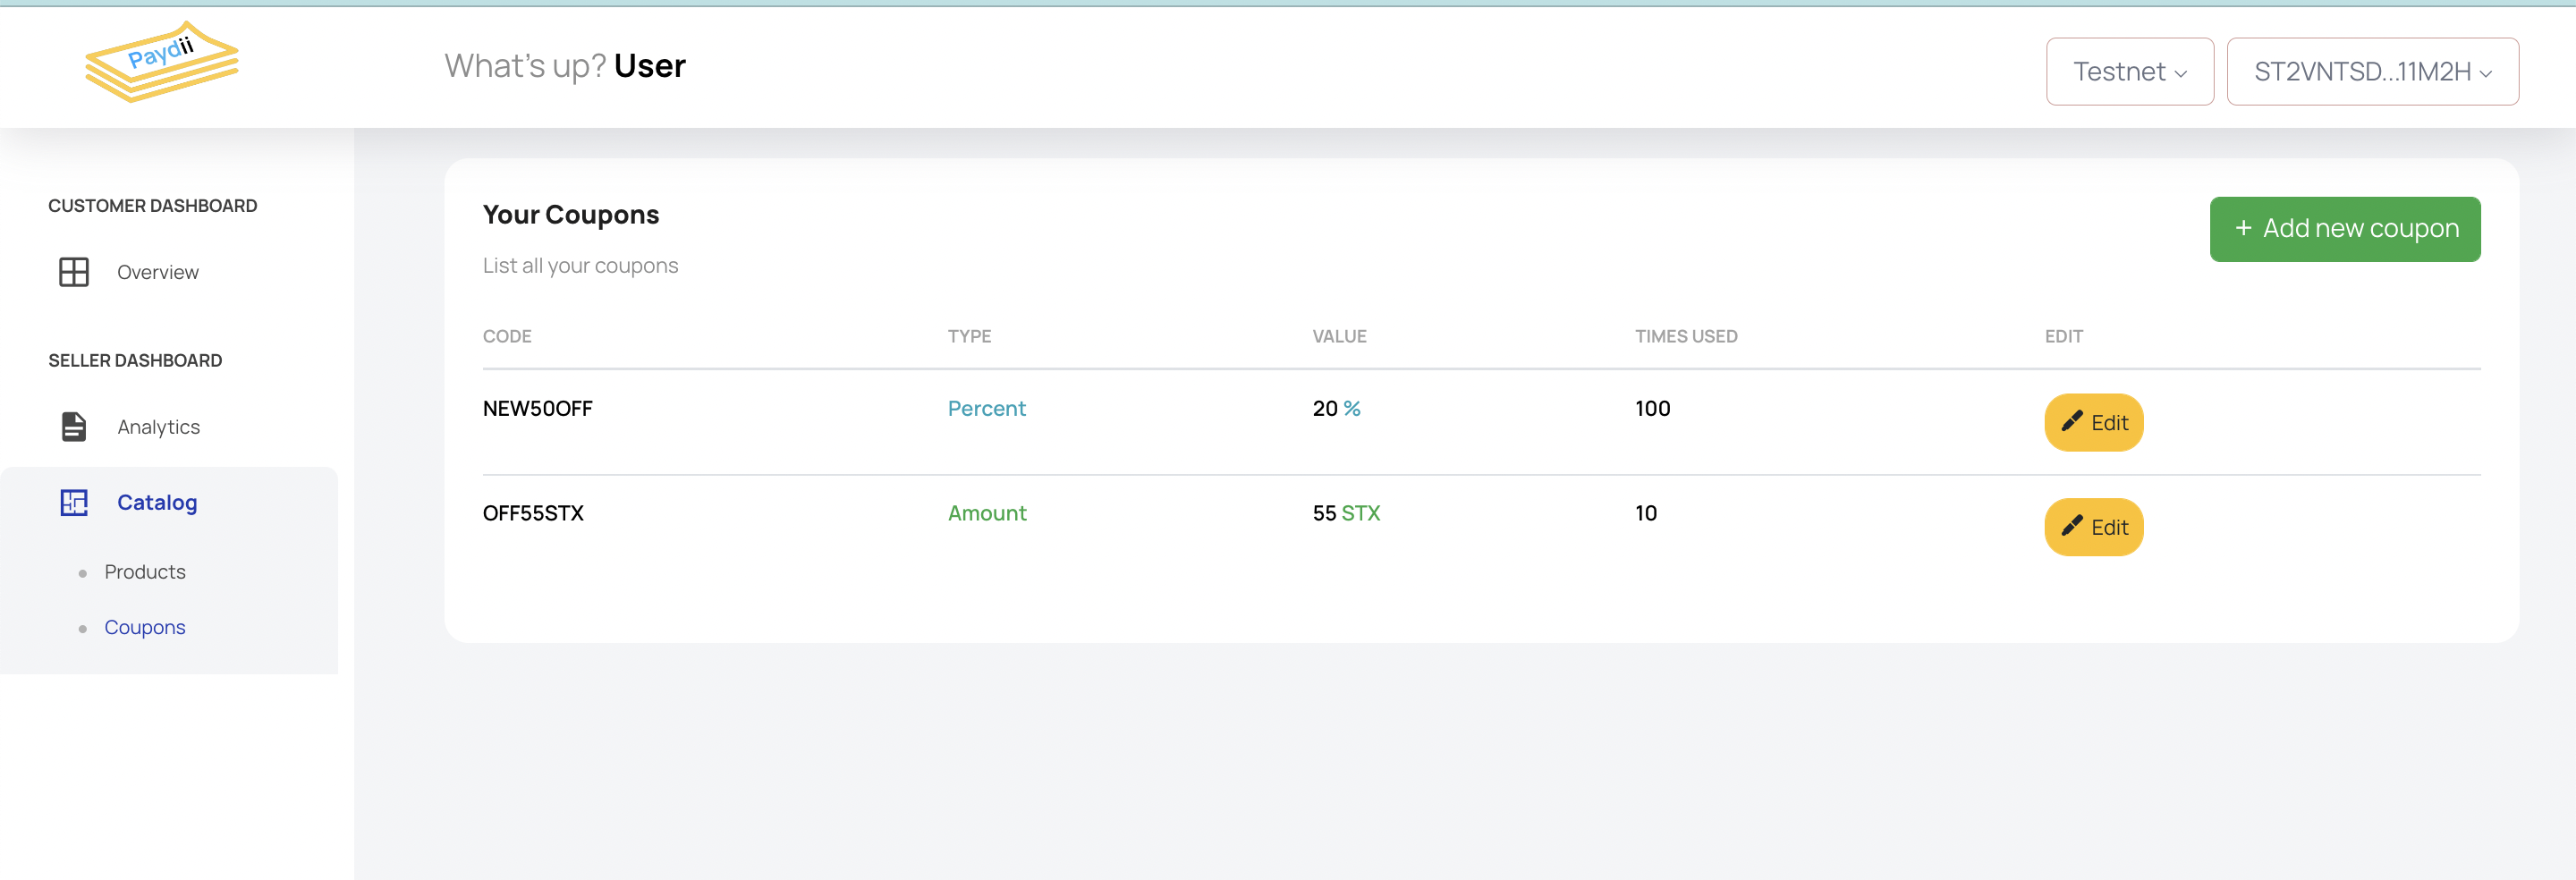 Paydii
What's up? User
Testnet
ST2VNTSD...11M2H
CUSTOMER DASHBOARD
Overview
SELLER DASHBOARD
Analytics
Catalog
Products
Coupons
Your Coupons
List all your coupons
+ Add new coupon
CODE TYPE VALUE TIMES USED EDIT
NEW50OFF Percent 20 % 100 Edit
OFF55STX Amount 55 STX 10 Edit